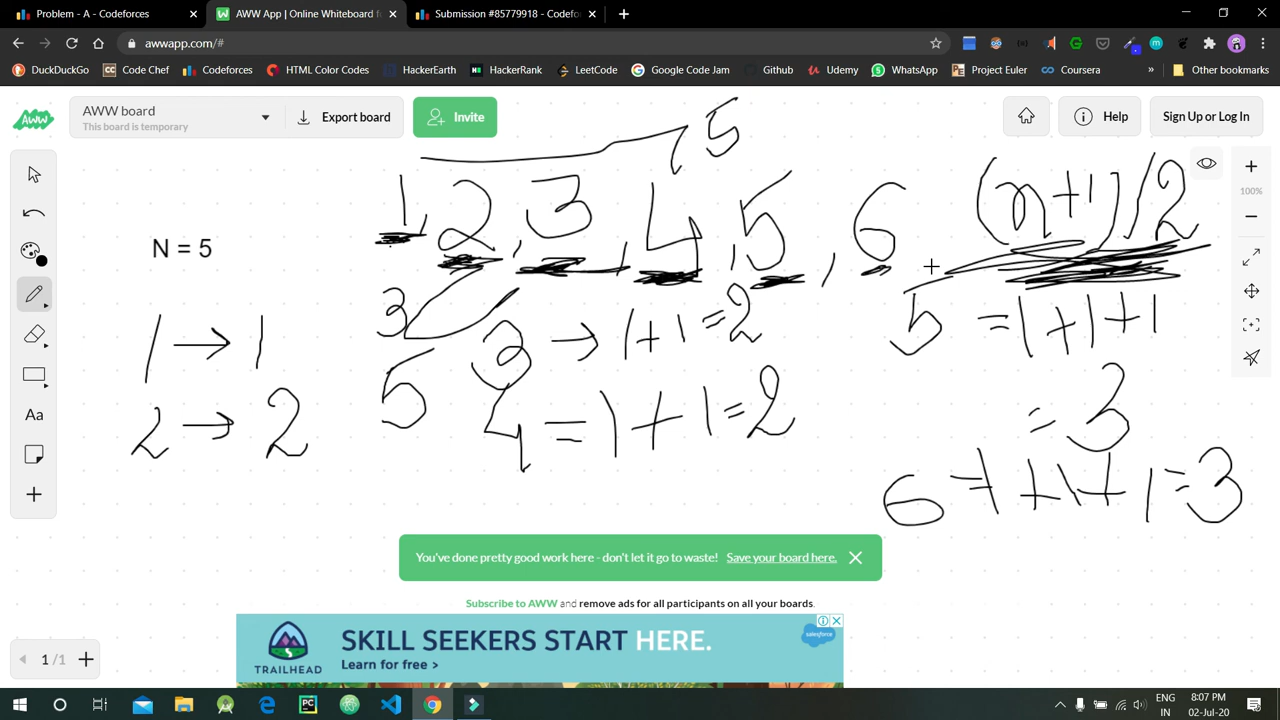 Problem - A - Codeforces
AWW App | Online Whiteboard f
Submission #85779918 - Codeforc
awwapp.com/#
DuckDuckGo
Code Chef
Codeforces
HTML Color Codes
HackerEarth
HackerRank
LeetCode
Google Code Jam
Github
Udemy
WhatsApp
Project Euler
Coursera
»
Other bookmarks
AWW
AWW board
This board is temporary
Export board
Invite
Help
Sign Up or Log In
100%
5
1, 2, 3, 4, 5, 6
(n+1)/2
N = 5
3
1 → 1
3 → 1+1=2
5 = 1+1+1
= 3
2 → 2
5
4 = 1+1=2
6 = 1+1+1=3
Aa
You've done pretty good work here - don't let it go to waste! Save your board here.
Subscribe to AWW and remove ads for all participants on all your boards.
TRAILHEAD
SKILL SEEKERS START HERE.
Learn for free >
salesforce
1 /1
ENG
IN
8:07 PM
02-Jul-20